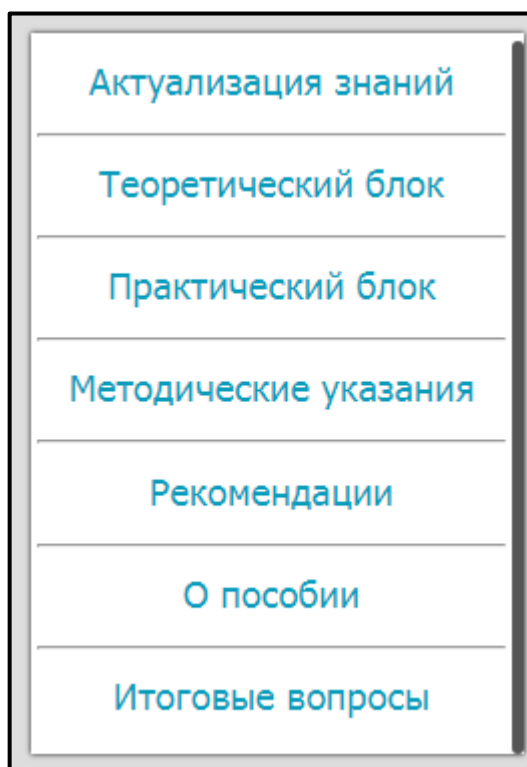 Актуализация знаний
Теоретический блок
Практический блок
Методические указания
Рекомендации
О пособии
Итоговые вопросы